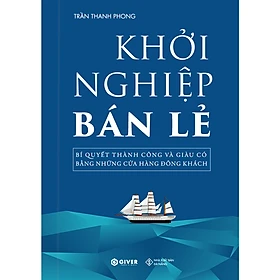 TRẦN THANH PHONG
KHỞI
NGHIỆP
BÁN LẺ
BÍ QUYẾT THÀNH CÔNG VÀ GIÀU CÓ
BẰNG NHỮNG CỬA HÀNG ĐÔNG KHÁCH
GIVER